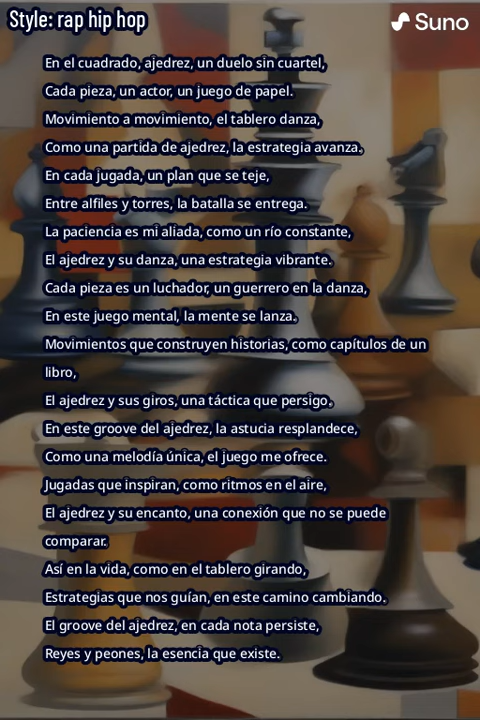 Style: rap hip hop
Suno
En el cuadrado, ajedrez, un duelo sin cuartel,
Cada pieza, un actor, un juego de papel.
Movimiento a movimiento, el tablero danza,
Como una partida de ajedrez, la estrategia avanza.
En cada jugada, un plan que se teje,
Entre alfiles y torres, la batalla se entrega.
La paciencia es mi aliada, como un río constante,
El ajedrez y su danza, una estrategia vibrante.
Cada pieza es un luchador, un guerrero en la danza,
En este juego mental, la mente se lanza.
Movimientos que construyen historias, como capítulos de un
libro,
El ajedrez y sus giros, una táctica que persigo.
En este groove del ajedrez, la astucia resplandece,
Como una melodía única, el juego me ofrece.
Jugadas que inspiran, como ritmos en el aire,
El ajedrez y su encanto, una conexión que no se puede
comparar.
Así en la vida, como en el tablero girando,
Estrategias que nos guían, en este camino cambiando.
El groove del ajedrez, en cada nota persiste,
Reyes y peones, la esencia que existe.